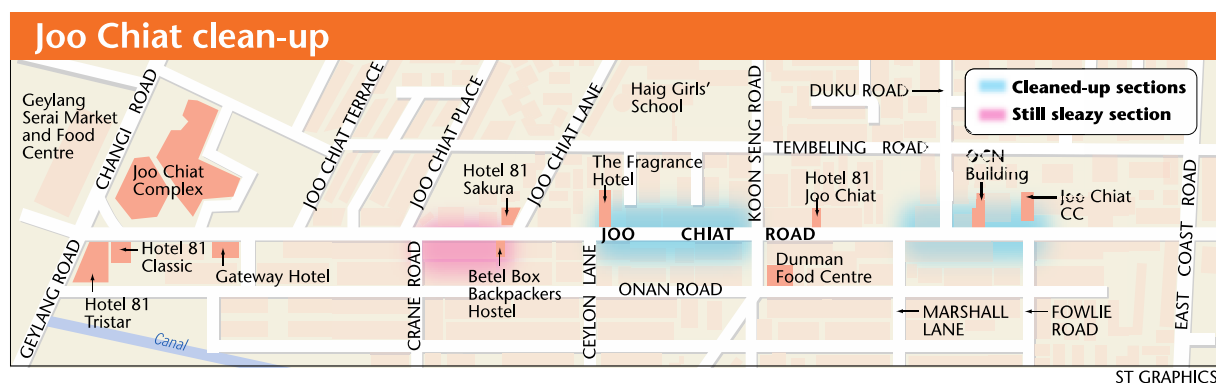 Joo Chiat clean-up
Geylang
Serai Market
and Food
Centre
CHANGI ROAD
Joo Chiat
Complex
JOO CHIAT TERRACE
JOO CHIAT PLACE
JOO CHIAT LANE
Haig Girls'
School
KOON SENG ROAD
DUKU ROAD
Cleaned-up sections
Still sleazy section
TEMBELING ROAD
Hotel 81
Sakura
The Fragrance
Hotel
Hotel 81
Joo Chiat
OCN
Building
Joo Chiat
CC
EAST COAST ROAD
JOO CHIAT ROAD
GEYLANG ROAD
Hotel 81
Classic
Gateway Hotel
Hotel 81
Tristar
Canal
CRANE ROAD
Betel Box
Backpackers
Hostel
CEYLON LANE
ONAN ROAD
Dunman
Food Centre
MARSHALL
LANE
FOWLIE
ROAD
ST GRAPHICS